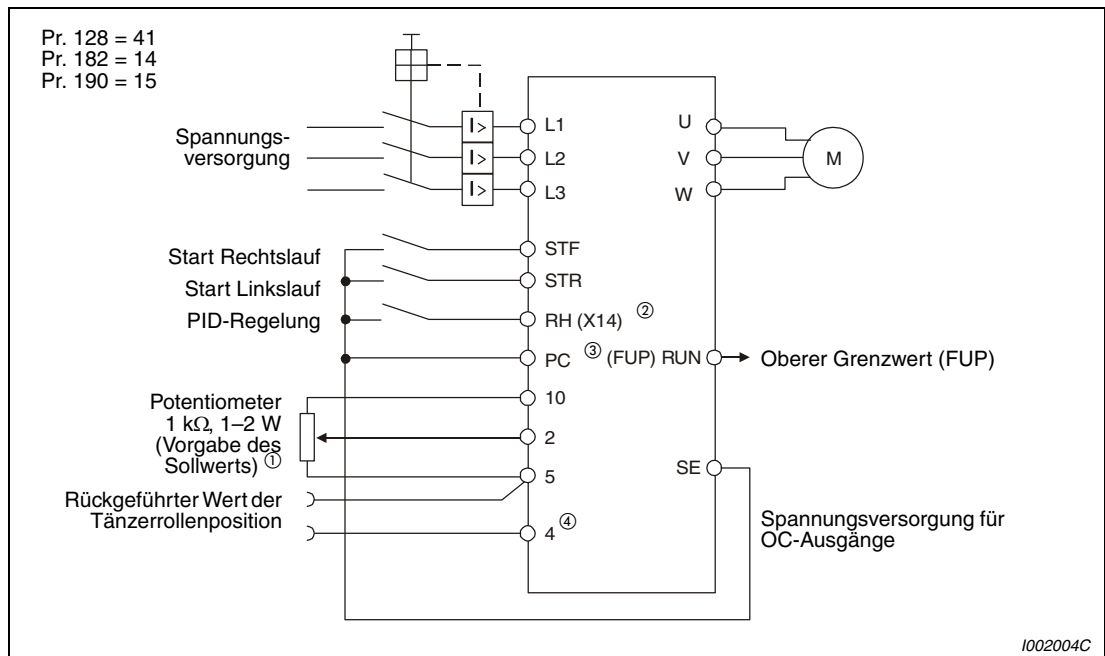 Pr. 128 = 41
Pr. 182 = 14
Pr. 190 = 15
Spannungs-
versorgung
I>
I>
I>
L1
L2
L3
U
V
W
M
Start Rechtslauf
STF
Start Linkslauf
STR
PID-Regelung
RH (X14) ②
PC
③ (FUP) RUN
Oberer Grenzwert (FUP)
Potentiometer
1 kΩ, 1–2 W
(Vorgabe des
Sollwerts) ①
10
2
5
Rückgeführter Wert der
Tänzerrollenposition
4 ④
SE
Spannungsversorgung für
OC-Ausgänge
I002004C